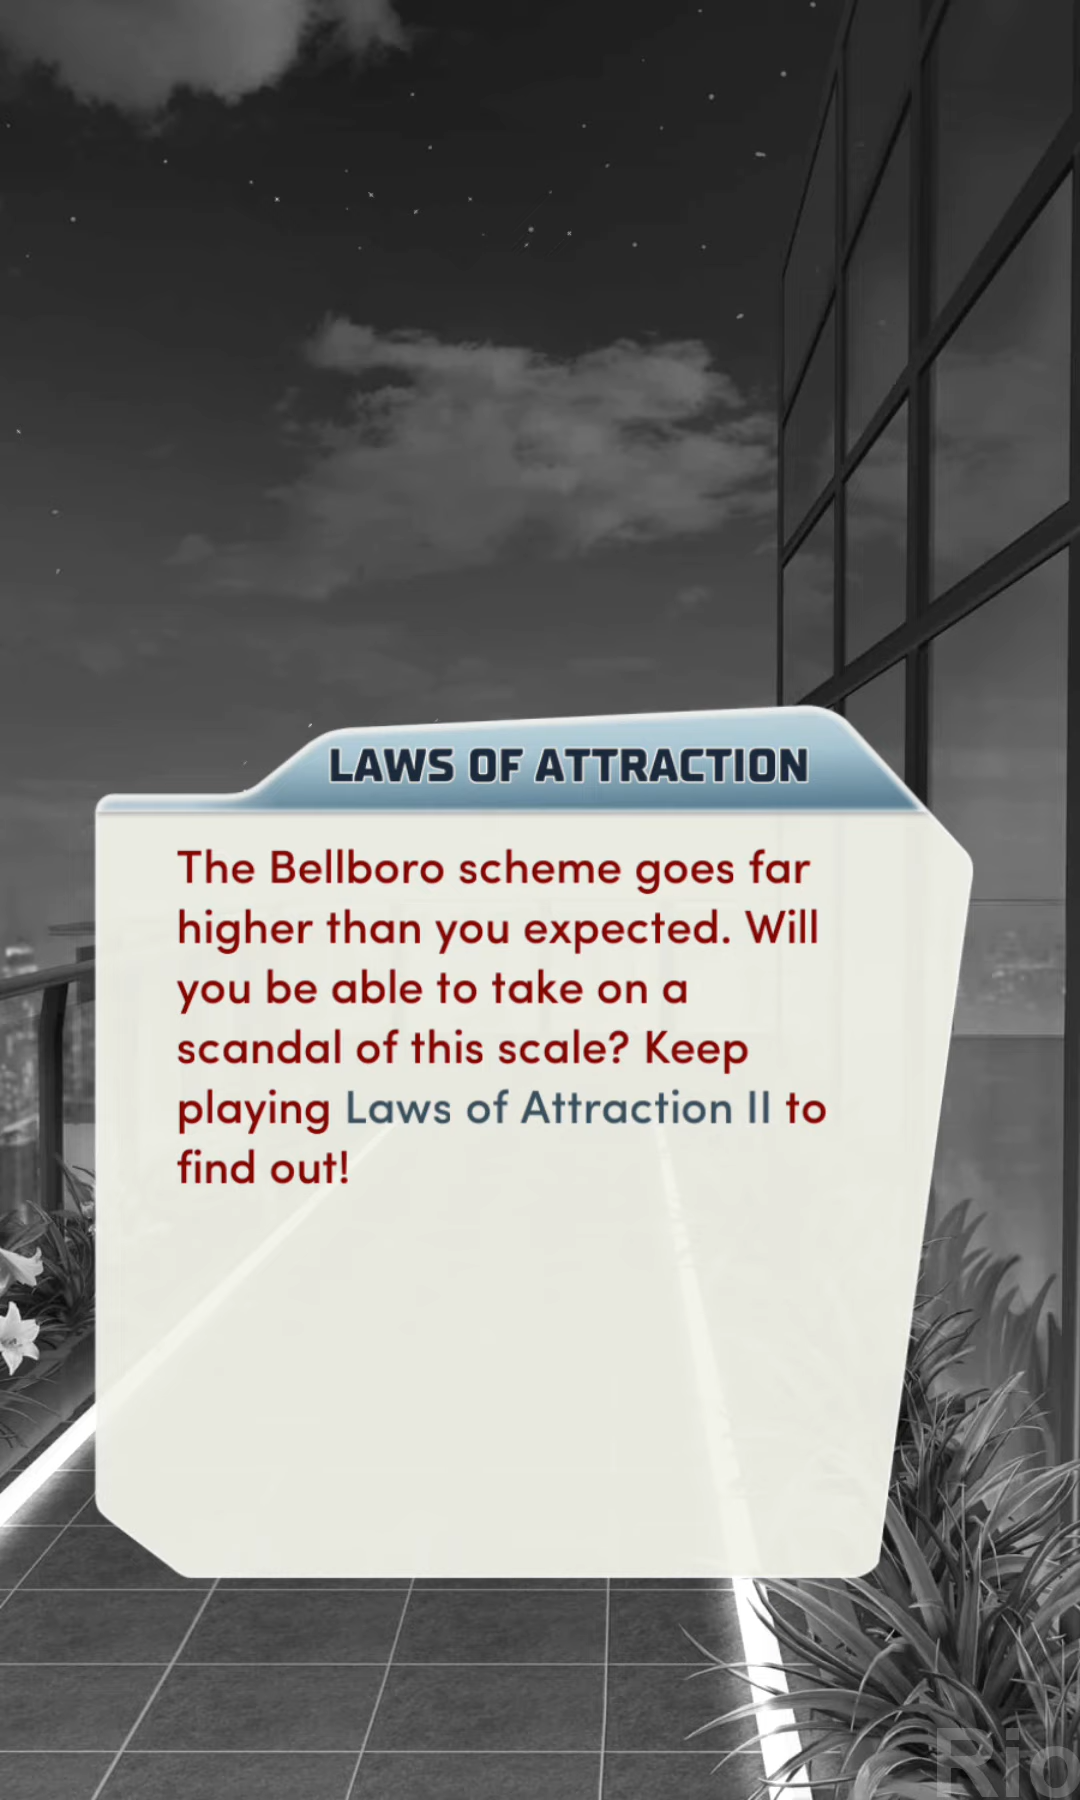 LAWS OF ATTRACTION
The Bellboro scheme goes far
higher than you expected. Will
you be able to take on a
scandal of this scale? Keep
playing Laws of Attraction II to
find out!
Rio